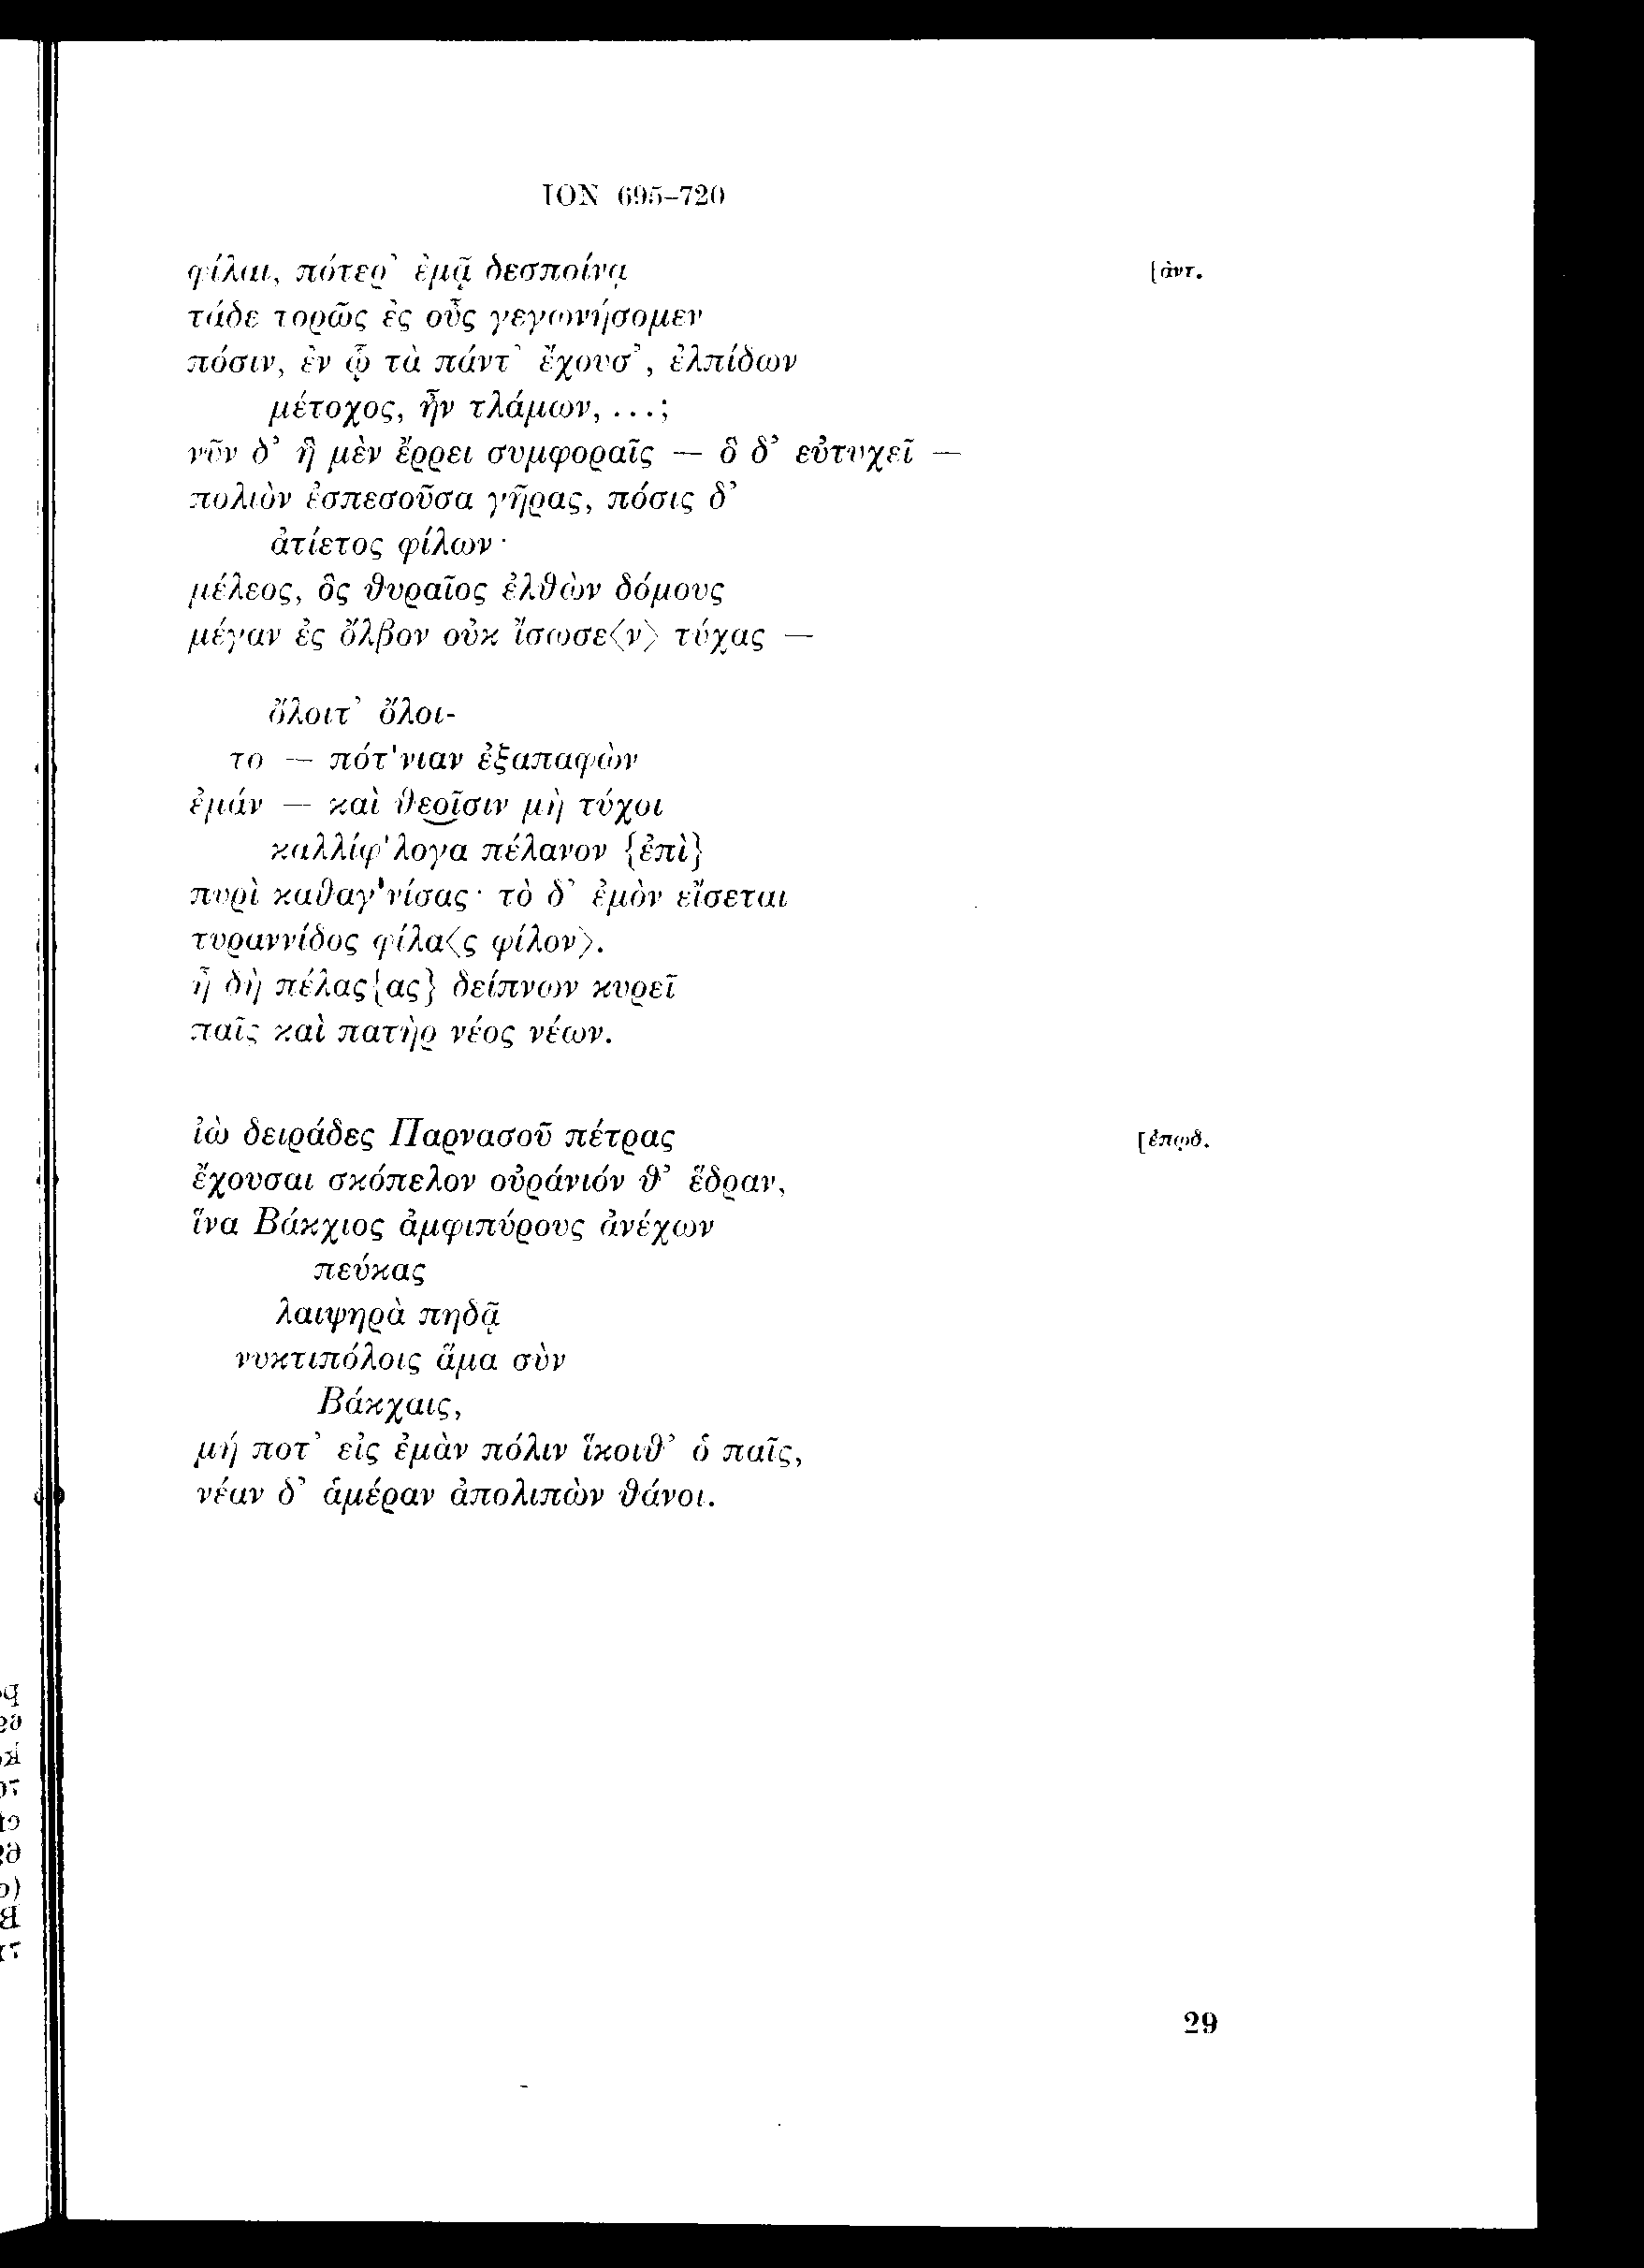 ION 695–720
φίλαι, πότερ’ ἐμᾷ δεσποίνᾳ [ἀντ.
τάδε τορῶς ἐς οὖς γεγωνήσομεν
πόσιν, ἐν ᾧ τὰ πάντ’ ἔχουσ’, ἐλπίδων
μέτοχος, ἦν τλάμων, ...;
νῦν δ’ ἣ μὲν ἔρρει συμφοραῖς — ὃ δ’ εὐτυχεῖ —
πολιὸν ἐσπεσοῦσα γῆρας, πόσις δ’
ἀτίετος φίλων·
μέλεος, ὃς θυραῖος ἐλθὼν δόμους
μέγαν ἐς ὄλβον οὐκ ἴσωσε⟨ν⟩ τύχας —
ὄλοιτ’ ὄλοι-
το — πότ'νιαν ἐξαπαφὼν
ἐμάν — καὶ θεοῖσιν μὴ τύχοι
καλλίφ'λογα πέλανον {ἐπὶ}
πυρὶ καθαγ'νίσας· τὸ δ’ ἐμὸν εἴσεται
τυραννίδος φίλα⟨ς φίλον⟩.
ἦ δὴ πέλας{ας} δείπνων κυρεῖ
παῖς καὶ πατὴρ νέος νέων.
ἰὼ δειράδες Παρνασοῦ πέτρας [ἐπῳδ.
ἔχουσαι σκόπελον οὐράνιόν θ’ ἕδραν,
ἵνα Βάκχιος ἀμφιπύρους ἀνέχων
πεύκας
λαιψηρὰ πηδᾷ
νυκτιπόλοις ἅμα σὺν
Βάκχαις,
μή ποτ’ εἰς ἐμὰν πόλιν ἵκοιθ’ ὁ παῖς,
νέαν δ’ ἁμέραν ἀπολιπὼν θάνοι.
29